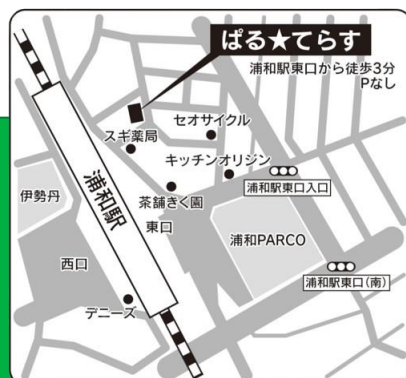 ぱる★てらす
浦和駅東口から徒歩3分
Pなし
セオサイクル
スギ薬局
キッチンオリジン
浦和駅東口入口
伊勢丹
浦和駅
茶舗きく園
東口
浦和PARCO
西口
浦和駅東口(南)
デニーズ